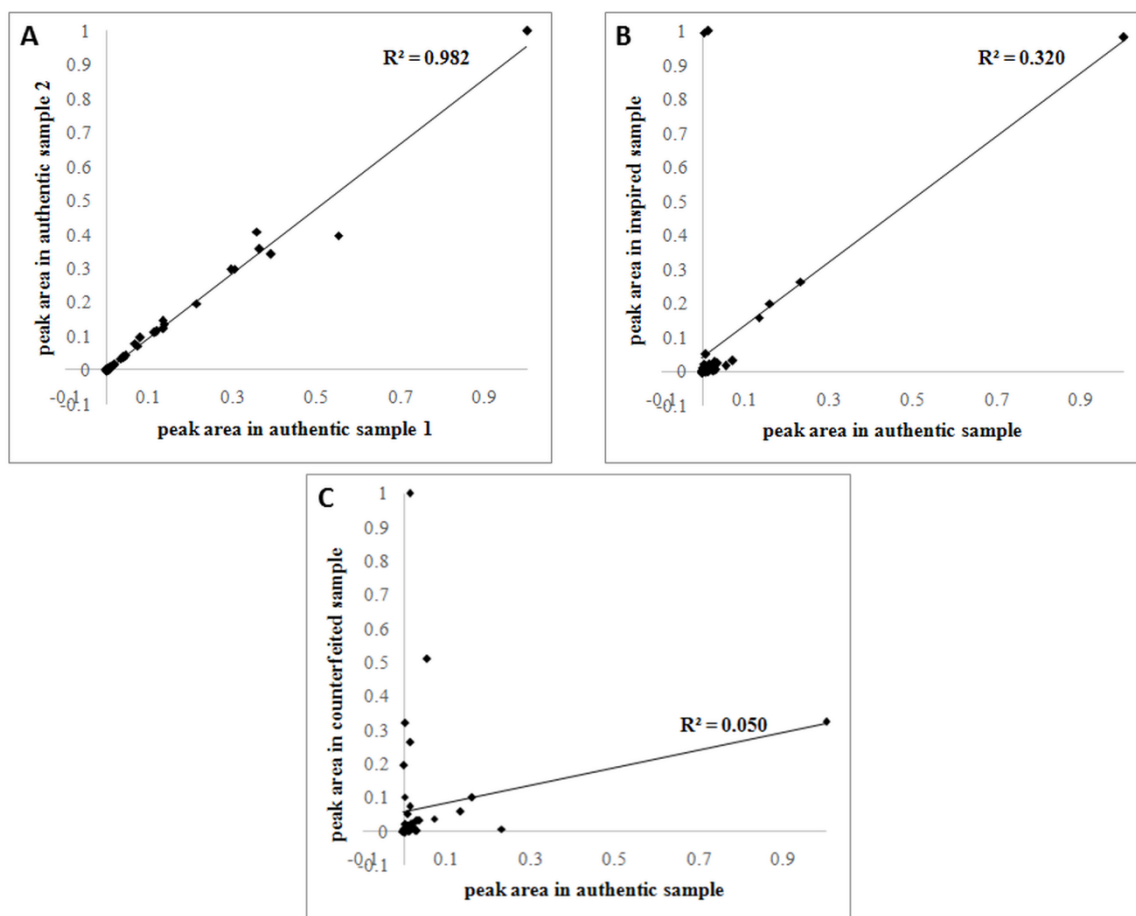 A
R² = 0.982
peak area in authentic sample 2
1
0.9
0.8
0.7
0.6
0.5
0.4
0.3
0.2
0.1
0
-0.1
-0.1 0.1 0.3 0.5 0.7 0.9
peak area in authentic sample 1
B
R² = 0.320
peak area in inspired sample
1
0.9
0.8
0.7
0.6
0.5
0.4
0.3
0.2
0.1
0
-0.1
-0.1 0.1 0.3 0.5 0.7 0.9
peak area in authentic sample
C
R² = 0.050
peak area in counterfeited sample
1
0.9
0.8
0.7
0.6
0.5
0.4
0.3
0.2
0.1
0
-0.1
-0.1 0.1 0.3 0.5 0.7 0.9
peak area in authentic sample